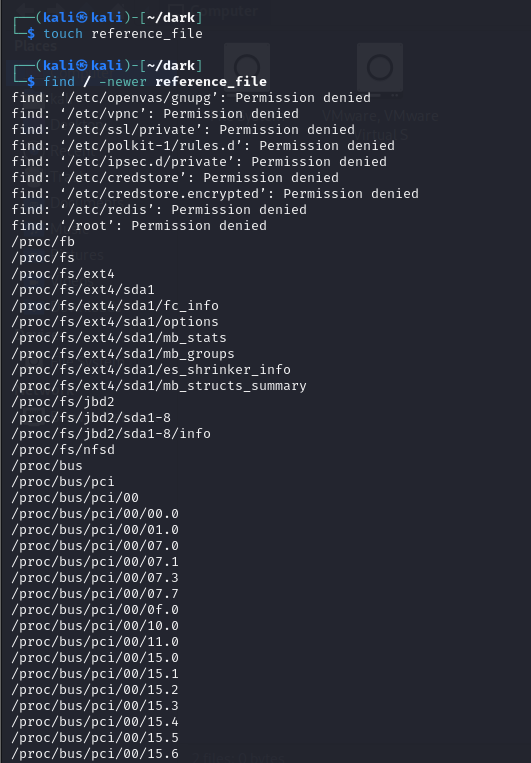 ┌──(kali㉿kali)-[~/dark]
└─$ touch reference_file
┌──(kali㉿kali)-[~/dark]
└─$ find / -newer reference_file
find: ‘/etc/openvas/gnupg’: Permission denied
find: ‘/etc/vpnc’: Permission denied
find: ‘/etc/ssl/private’: Permission denied
find: ‘/etc/polkit-1/rules.d’: Permission denied
find: ‘/etc/ipsec.d/private’: Permission denied
find: ‘/etc/credstore’: Permission denied
find: ‘/etc/credstore.encrypted’: Permission denied
find: ‘/etc/redis’: Permission denied
find: ‘/root’: Permission denied
/proc/fb
/proc/fs
/proc/fs/ext4
/proc/fs/ext4/sda1
/proc/fs/ext4/sda1/fc_info
/proc/fs/ext4/sda1/options
/proc/fs/ext4/sda1/mb_stats
/proc/fs/ext4/sda1/mb_groups
/proc/fs/ext4/sda1/es_shrinker_info
/proc/fs/ext4/sda1/mb_structs_summary
/proc/fs/jbd2
/proc/fs/jbd2/sda1-8
/proc/fs/jbd2/sda1-8/info
/proc/fs/nfsd
/proc/bus
/proc/bus/pci
/proc/bus/pci/00
/proc/bus/pci/00/00.0
/proc/bus/pci/00/01.0
/proc/bus/pci/00/07.0
/proc/bus/pci/00/07.1
/proc/bus/pci/00/07.3
/proc/bus/pci/00/07.7
/proc/bus/pci/00/0f.0
/proc/bus/pci/00/10.0
/proc/bus/pci/00/11.0
/proc/bus/pci/00/15.0
/proc/bus/pci/00/15.1
/proc/bus/pci/00/15.2
/proc/bus/pci/00/15.3
/proc/bus/pci/00/15.4
/proc/bus/pci/00/15.5
/proc/bus/pci/00/15.6